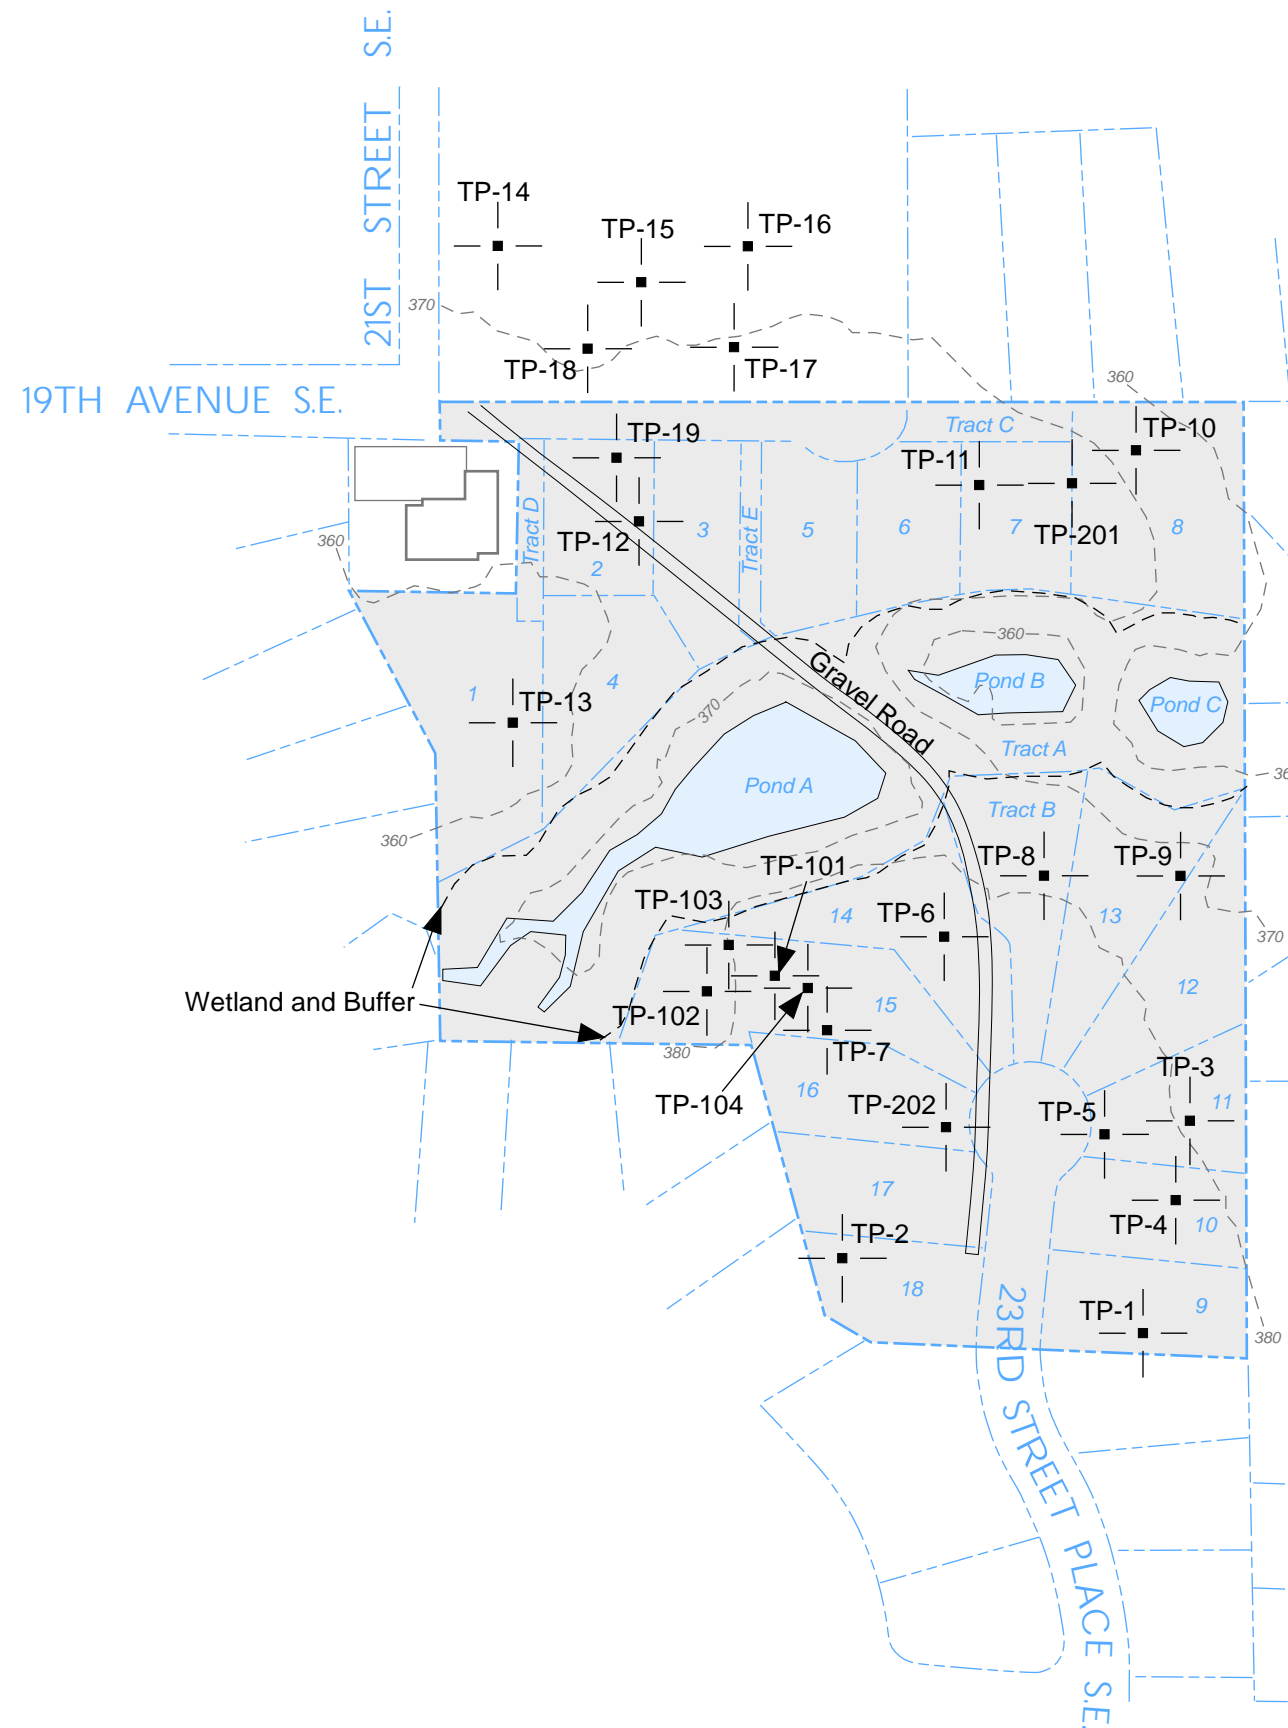 21ST STREET S.E.
TP-14
TP-15
TP-16
370
TP-18
TP-17
19TH AVENUE S.E.
360
TP-19
Tract C
TP-10
TP-11
Tract D
TP-12
3
Tract E
5
6
7
TP-201
8
360
2
360
Gravel Road
1
4
TP-13
370
Pond B
Pond C
Tract A
Pond A
36
Tract B
360
TP-101
TP-8
TP-9
TP-103
14
TP-6
13
370
Wetland and Buffer
TP-102
15
12
380
TP-7
TP-3
16
TP-104
TP-202
TP-5
11
17
TP-4
10
TP-2
18
TP-1
9
380
23RD STREET PLACE S.E.